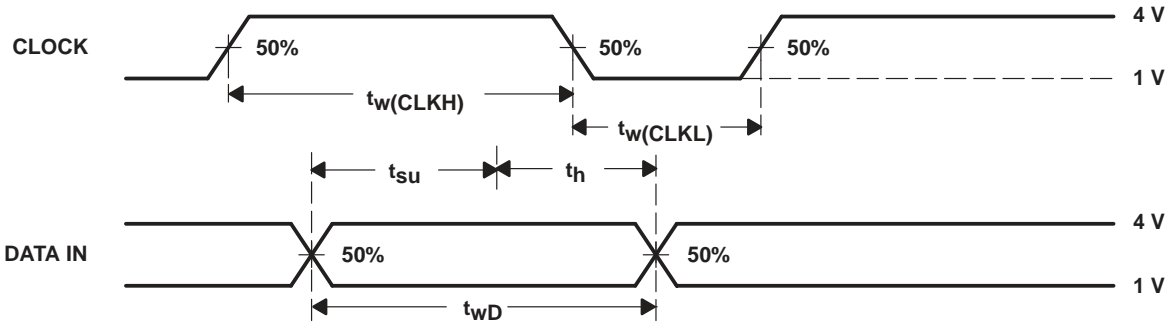 4 V
CLOCK
50%
50%
50%
1 V
tw(CLKH)
tw(CLKL)
tsu
th
4 V
DATA IN
50%
50%
1 V
twD